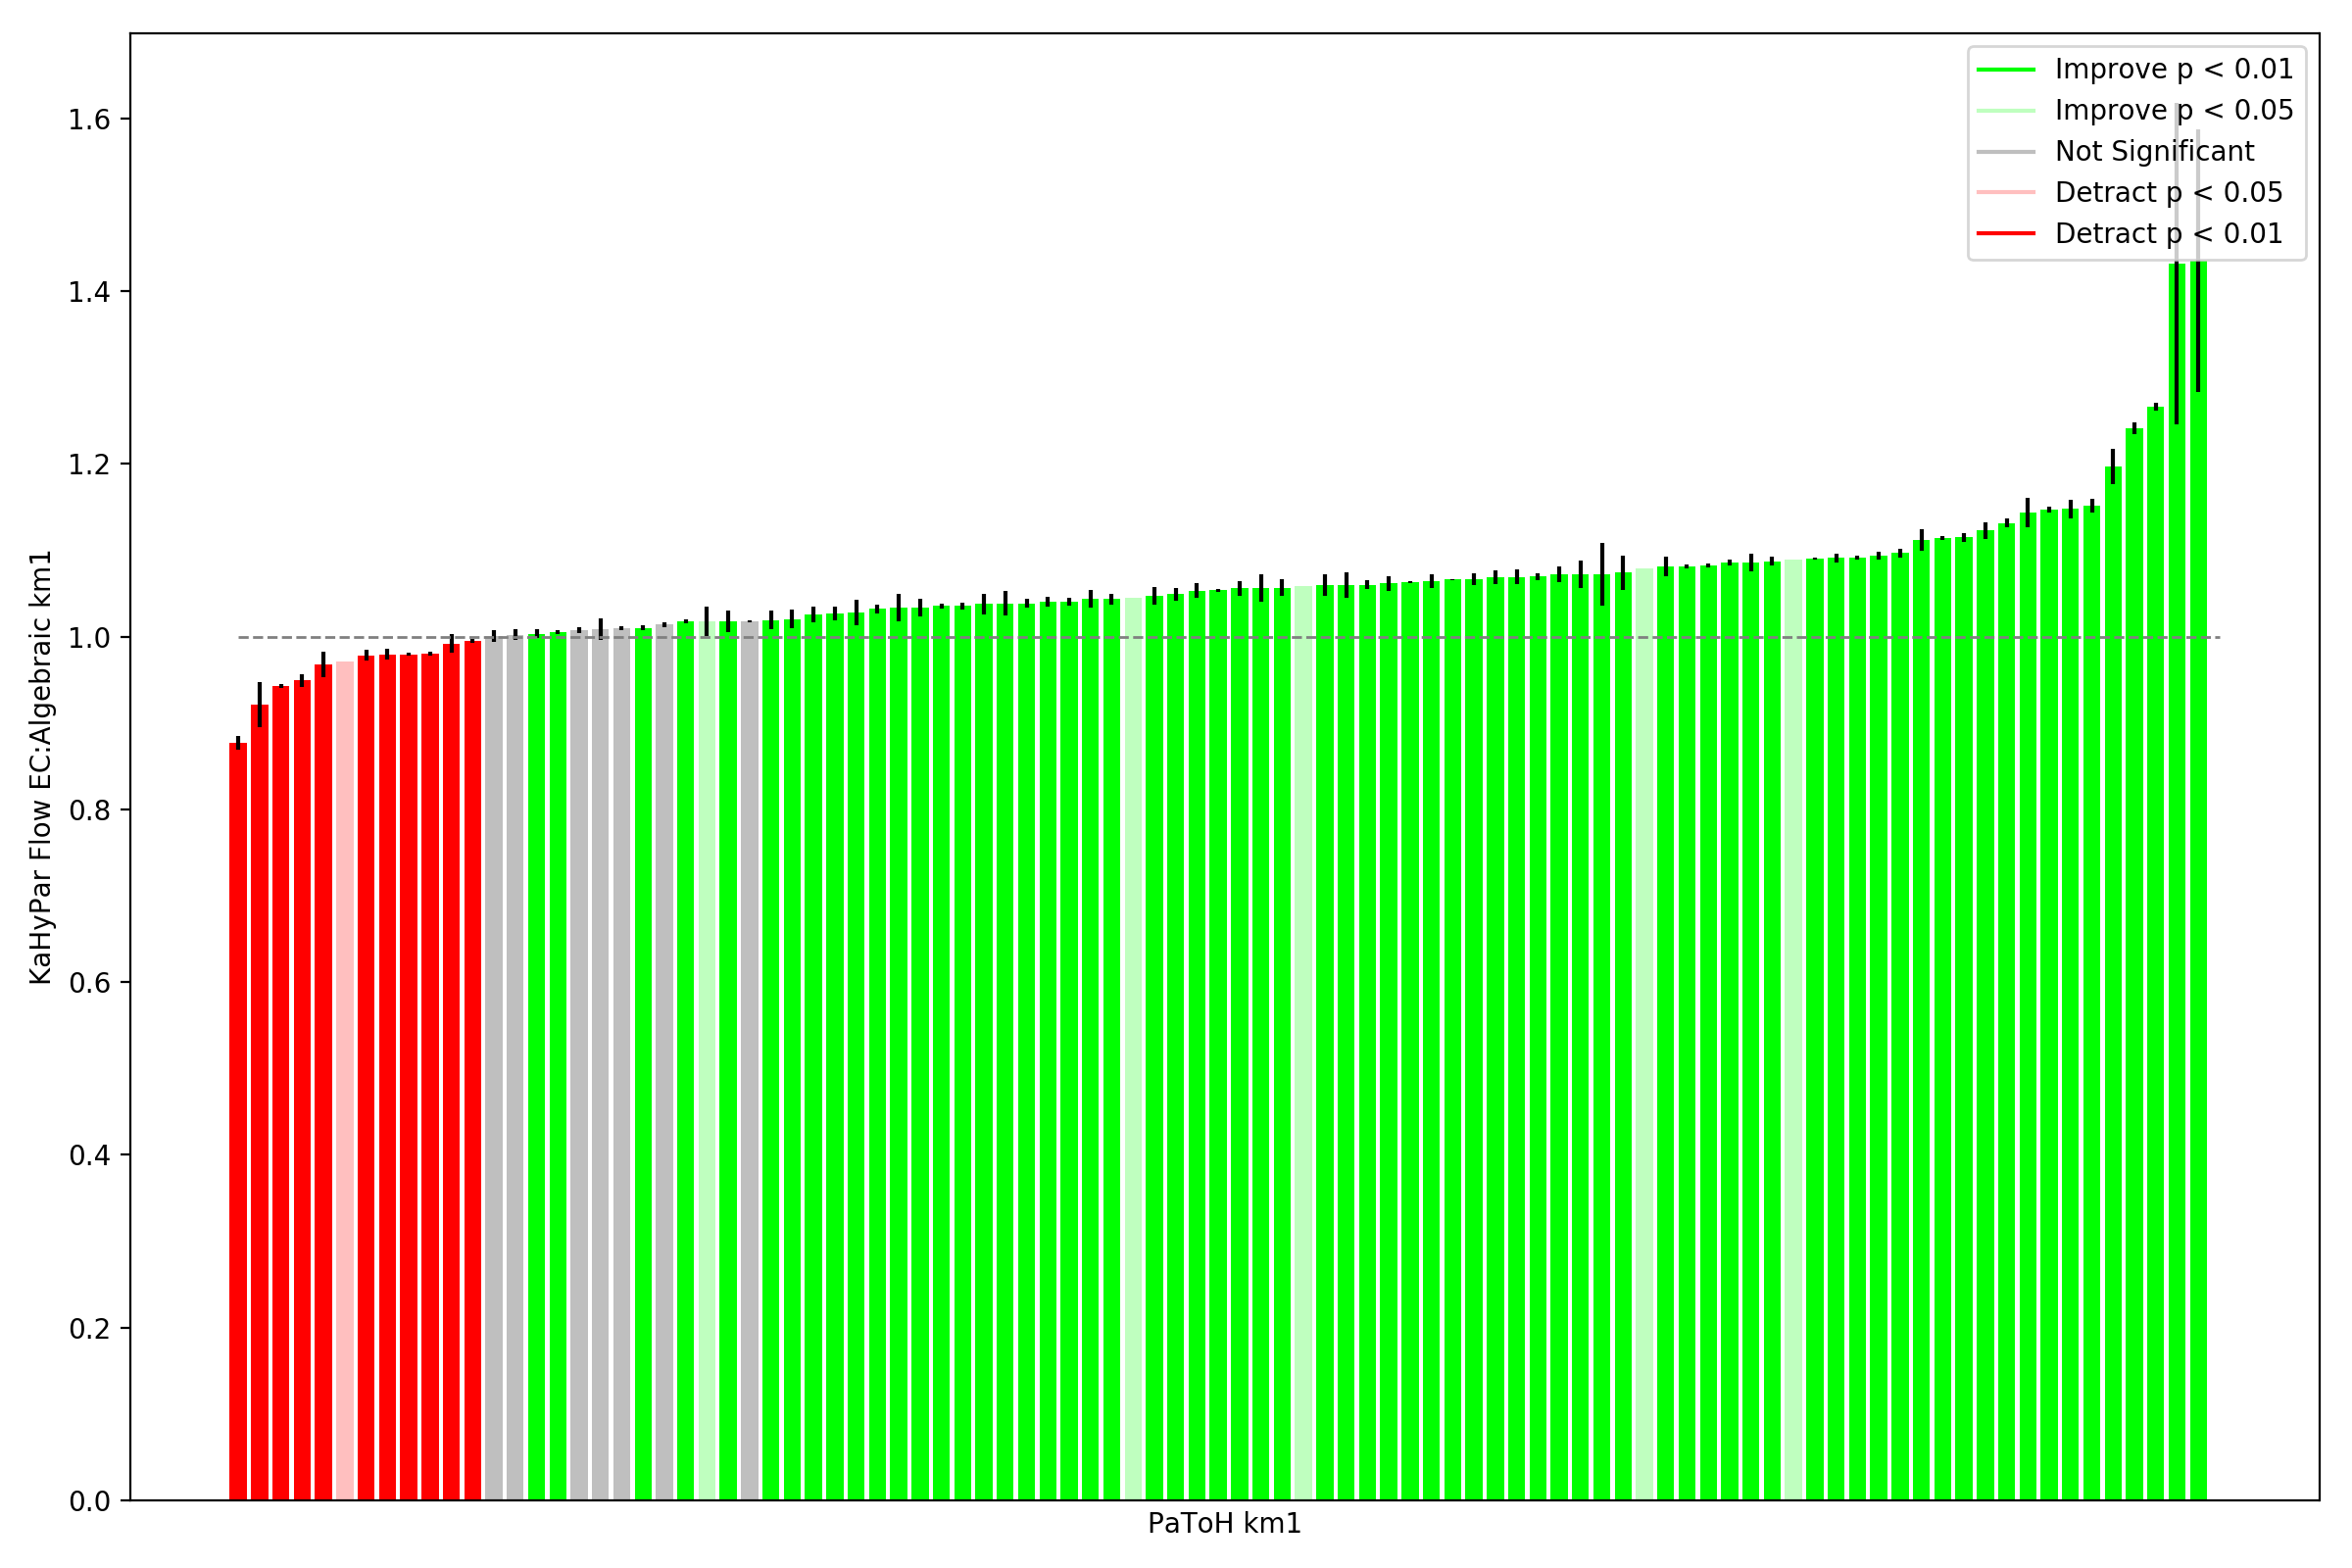 Improve p < 0.01
Improve p < 0.05
Not Significant
Detract p < 0.05
Detract p < 0.01
1.6
1.4
1.2
1.0
0.8
0.6
0.4
0.2
0.0
KaHyPar Flow EC:Algebraic km1
PaToH km1